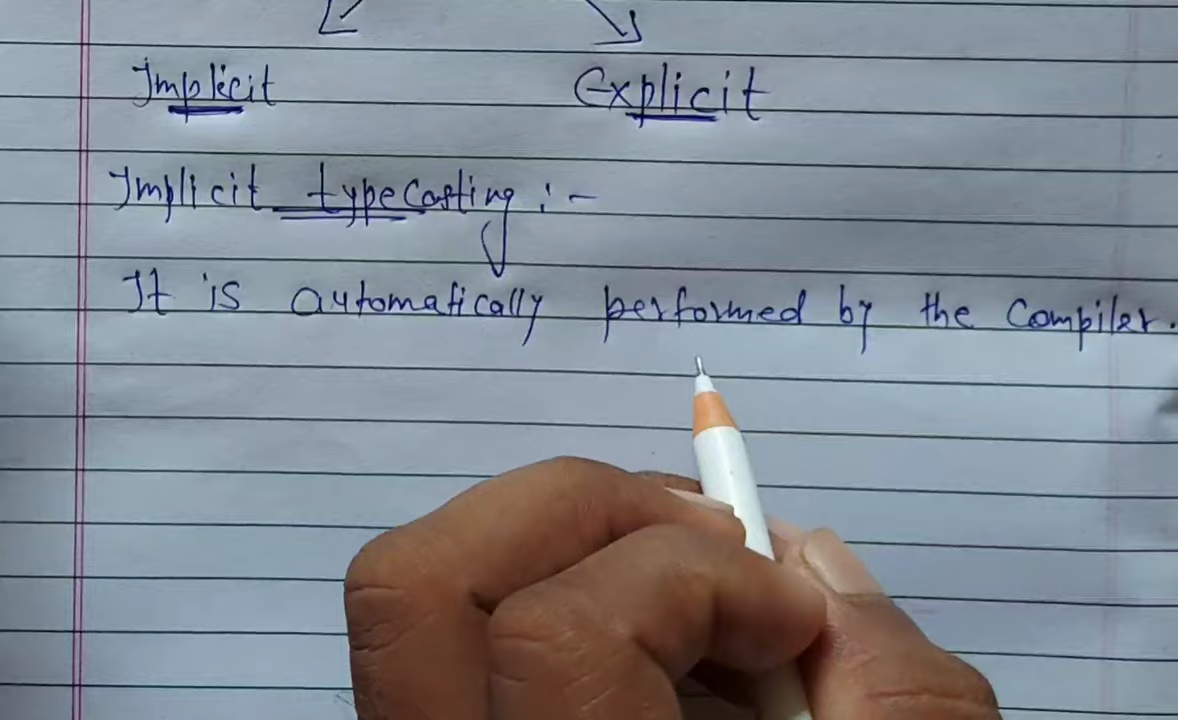 Implicit Explicit
Implicit typecasting :-
It is automatically performed by the Compiler.